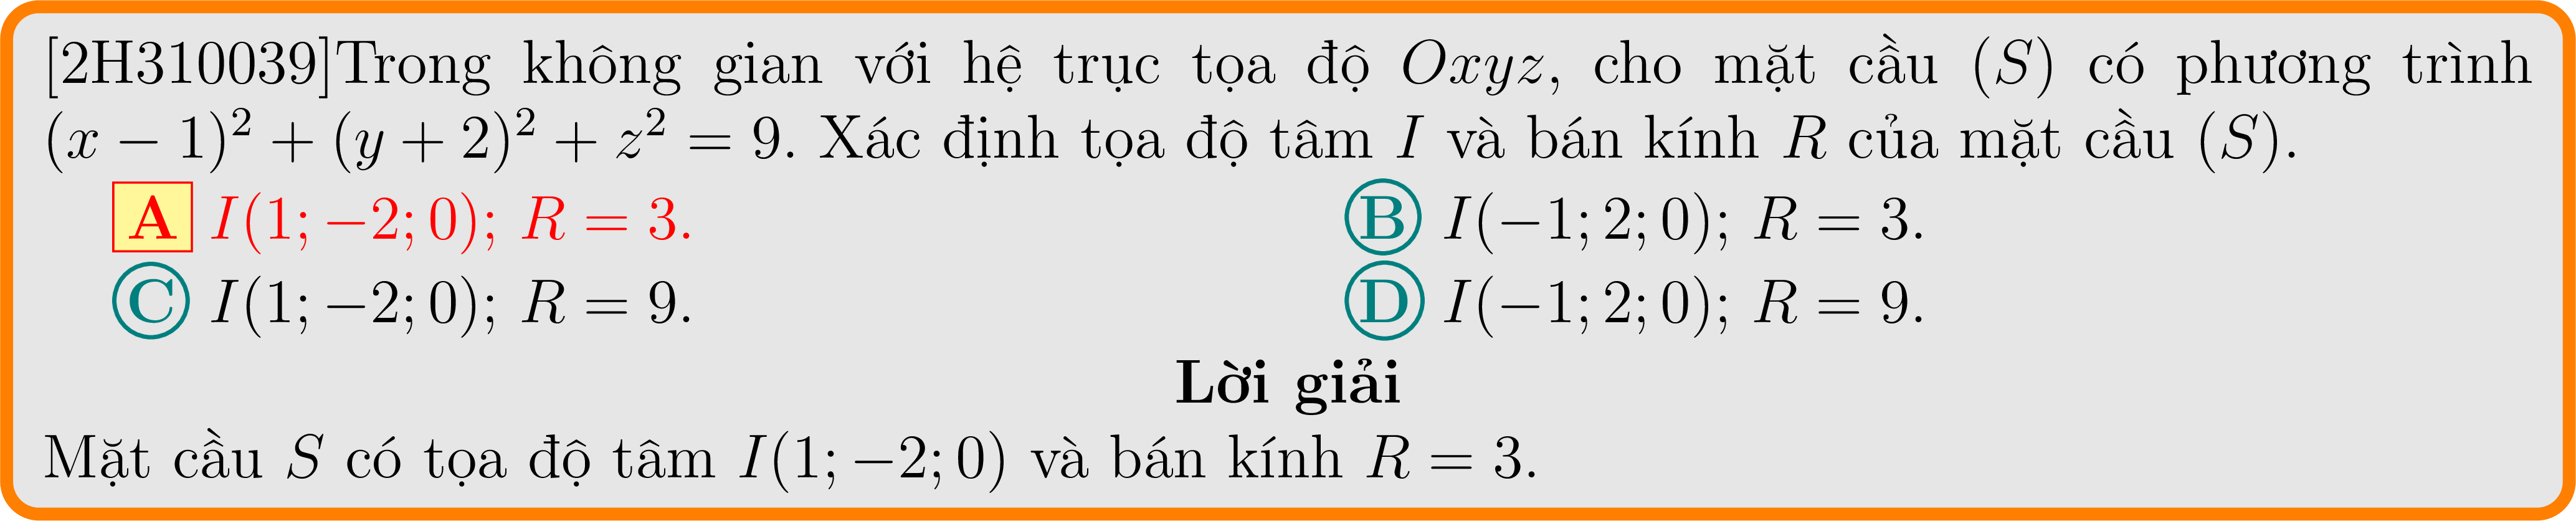 [2H310039]Trong không gian với hệ trục tọa độ Oxyz, cho mặt cầu (S) có phương trình
(x − 1)² + (y + 2)² + z² = 9. Xác định tọa độ tâm I và bán kính R của mặt cầu (S).
A I(1; −2; 0); R = 3. B I(−1; 2; 0); R = 3.
C I(1; −2; 0); R = 9. D I(−1; 2; 0); R = 9.
Lời giải
Mặt cầu S có tọa độ tâm I(1; −2; 0) và bán kính R = 3.